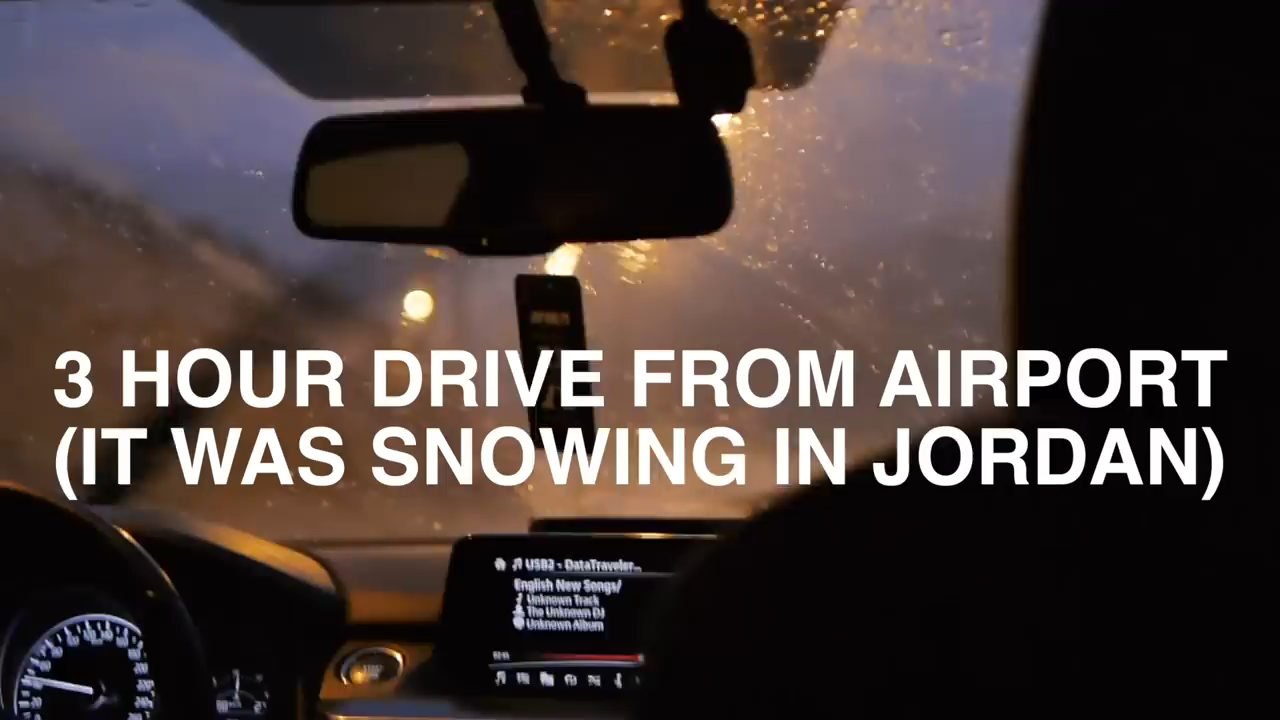 3 HOUR DRIVE FROM AIRPORT
(IT WAS SNOWING IN JORDAN)
USB2 - DataTraveler...
English New Songs/
Unknown Track
The Unknown DJ
Unknown Album